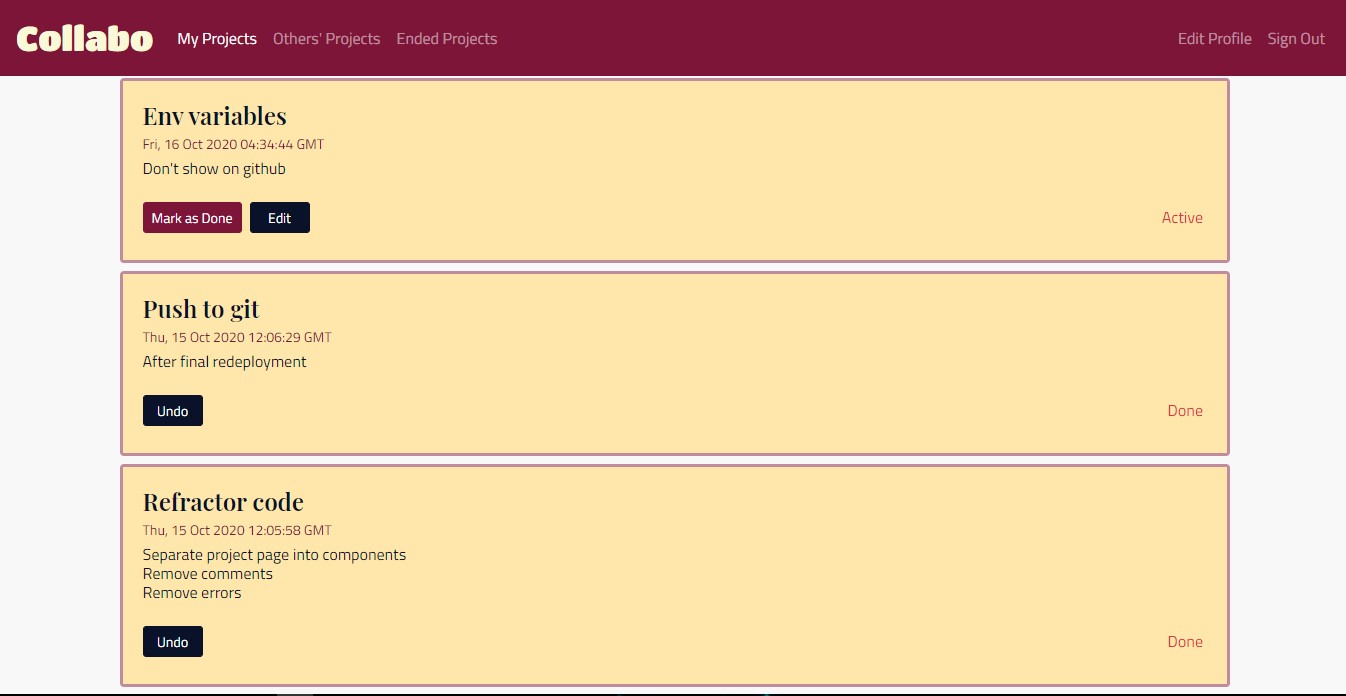 Collabo My Projects Others' Projects Ended Projects Edit Profile Sign Out
Env variables
Fri, 16 Oct 2020 04:34:44 GMT
Don't show on github
Mark as Done Edit Active
Push to git
Thu, 15 Oct 2020 12:06:29 GMT
After final redeployment
Undo Done
Refractor code
Thu, 15 Oct 2020 12:05:58 GMT
Separate project page into components
Remove comments
Remove errors
Undo Done